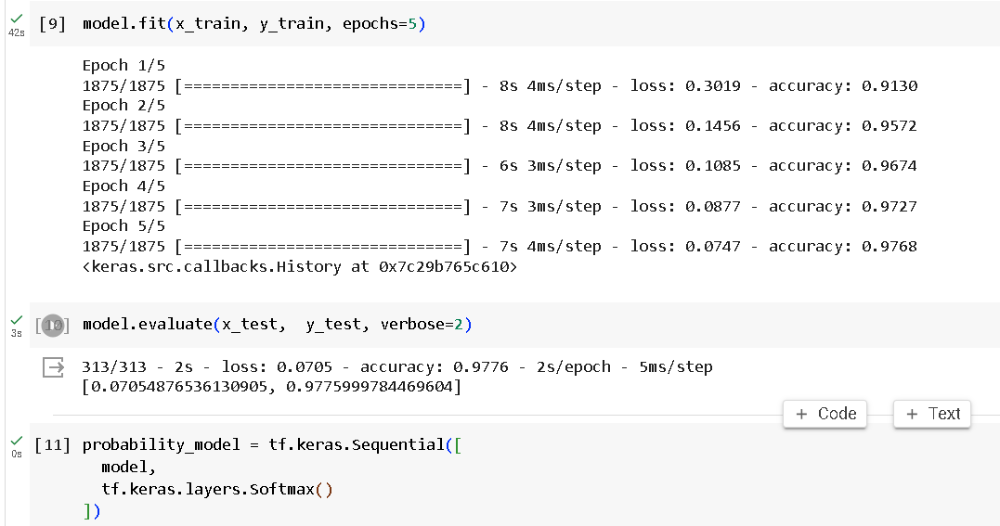 [9] model.fit(x_train, y_train, epochs=5)
42s
Epoch 1/5
1875/1875 [==============================] - 8s 4ms/step - loss: 0.3019 - accuracy: 0.9130
Epoch 2/5
1875/1875 [==============================] - 8s 4ms/step - loss: 0.1456 - accuracy: 0.9572
Epoch 3/5
1875/1875 [==============================] - 6s 3ms/step - loss: 0.1085 - accuracy: 0.9674
Epoch 4/5
1875/1875 [==============================] - 7s 3ms/step - loss: 0.0877 - accuracy: 0.9727
Epoch 5/5
1875/1875 [==============================] - 7s 4ms/step - loss: 0.0747 - accuracy: 0.9768
<keras.src.callbacks.History at 0x7c29b765c610>
[10] model.evaluate(x_test,  y_test, verbose=2)
3s
313/313 - 2s - loss: 0.0705 - accuracy: 0.9776 - 2s/epoch - 5ms/step
[0.07054876536130905, 0.9775999784469604]
+ Code + Text
[11] probability_model = tf.keras.Sequential([
0s
  model,
  tf.keras.layers.Softmax()
])